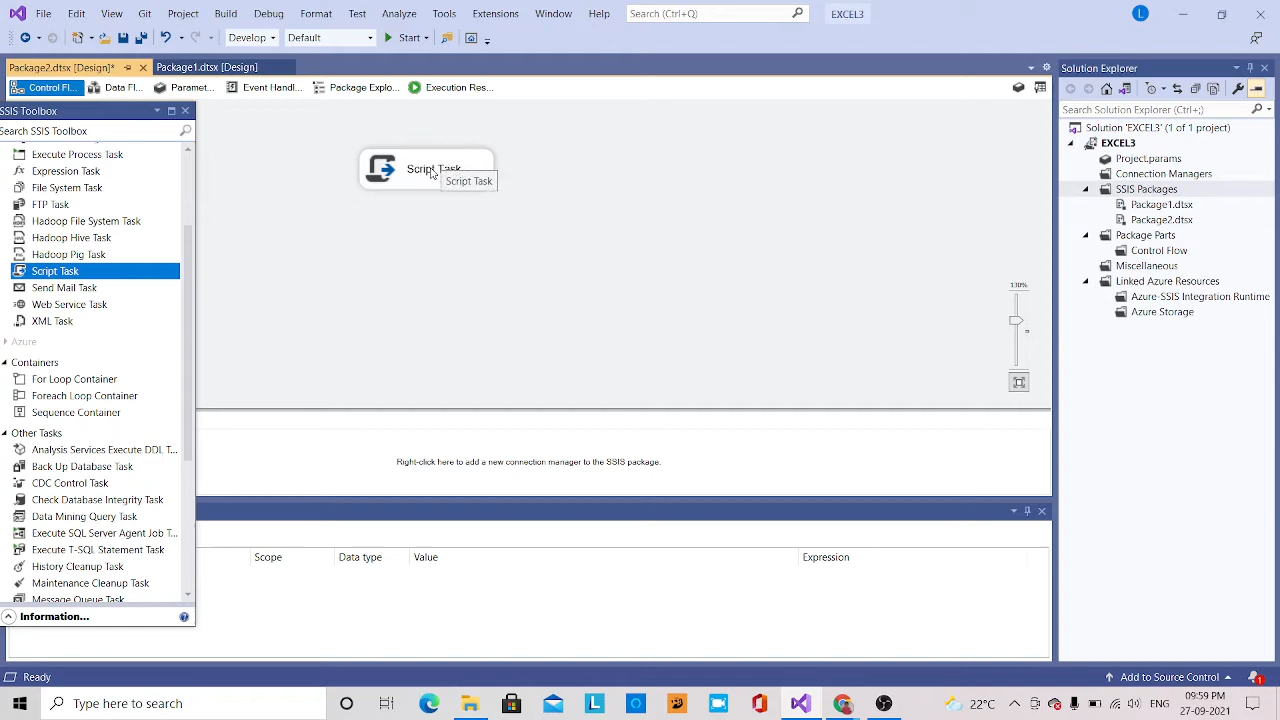 File Edit View Git Project Build Debug Format Test Analyze Tools Extensions Window Help Search (Ctrl+Q) EXCEL3 L
Develop Default Start
Package2.dtsx [Design]* Package1.dtsx [Design]
Control Fl... Data Fl... Paramet... Event Handl... Package Explo... Execution Res...
SSIS Toolbox
Search SSIS Toolbox
Execute Process Task
Expression Task
File System Task
FTP Task
Hadoop File System Task
Hadoop Hive Task
Hadoop Pig Task
Script Task
Send Mail Task
Web Service Task
XML Task
Azure
Containers
For Loop Container
Foreach Loop Container
Sequence Container
Other Tasks
Analysis Services Execute DDL T...
Back Up Database Task
CDC Control Task
Check Database Integrity Task
Data Mining Query Task
Execute SQL Server Agent Job T...
Execute T-SQL Statement Task
History Cleanup Task
Maintenance Cleanup Task
Message Queue Task
Information...
Script Task
Script Task
130%
Right-click here to add a new connection manager to the SSIS package.
Scope Data type Value Expression
Solution Explorer
Search Solution Explorer (Ctrl+;)
Solution 'EXCEL3' (1 of 1 project)
EXCEL3
Project.params
Connection Managers
SSIS Packages
Package1.dtsx
Package2.dtsx
Package Parts
Control Flow
Miscellaneous
Linked Azure Resources
Azure-SSIS Integration Runtime
Azure Storage
Ready Add to Source Control 1
Type here to search L 22°C ENG 09:59 PM
27-09-2021